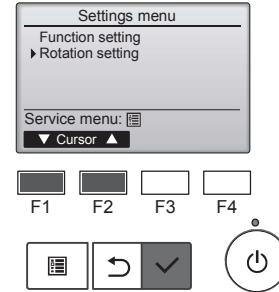 Settings menu
Function setting
Rotation setting
Service menu:
▼ Cursor ▲
F1 F2 F3 F4